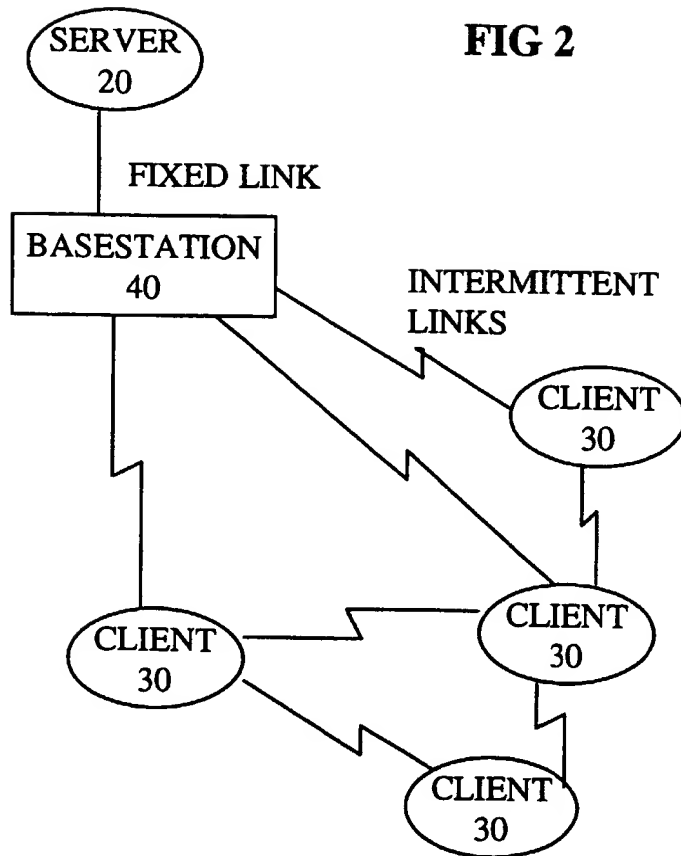 FIG 2
SERVER
20
FIXED LINK
BASESTATION
40
INTERMITTENT
LINKS
CLIENT
30
CLIENT
30
CLIENT
30
CLIENT
30